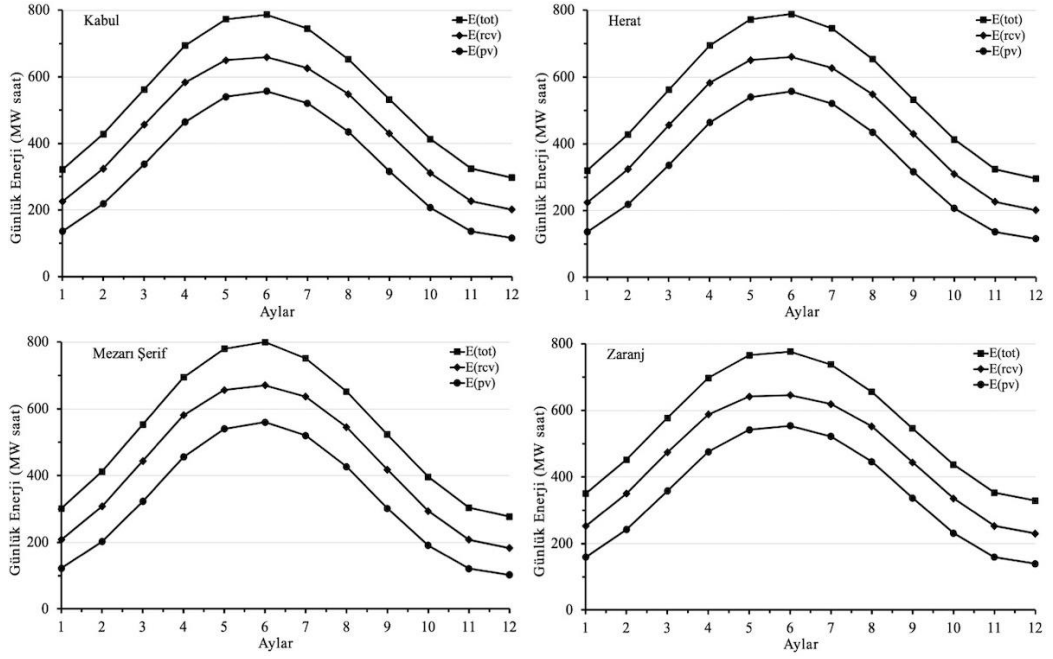 Kabul
E(tot)
E(rcv)
E(pv)
Günlük Enerji (MW saat)
800
600
400
200
0
1 2 3 4 5 6 7 8 9 10 11 12
Aylar
Herat
E(tot)
E(rcv)
E(pv)
Günlük Enerji (MW saat)
800
600
400
200
0
1 2 3 4 5 6 7 8 9 10 11 12
Aylar
Mezarı Şerif
E(tot)
E(rcv)
E(pv)
Günlük Enerji (MW saat)
800
600
400
200
0
1 2 3 4 5 6 7 8 9 10 11 12
Aylar
Zaranj
E(tot)
E(rcv)
E(pv)
Günlük Enerji (MW saat)
800
600
400
200
0
1 2 3 4 5 6 7 8 9 10 11 12
Aylar